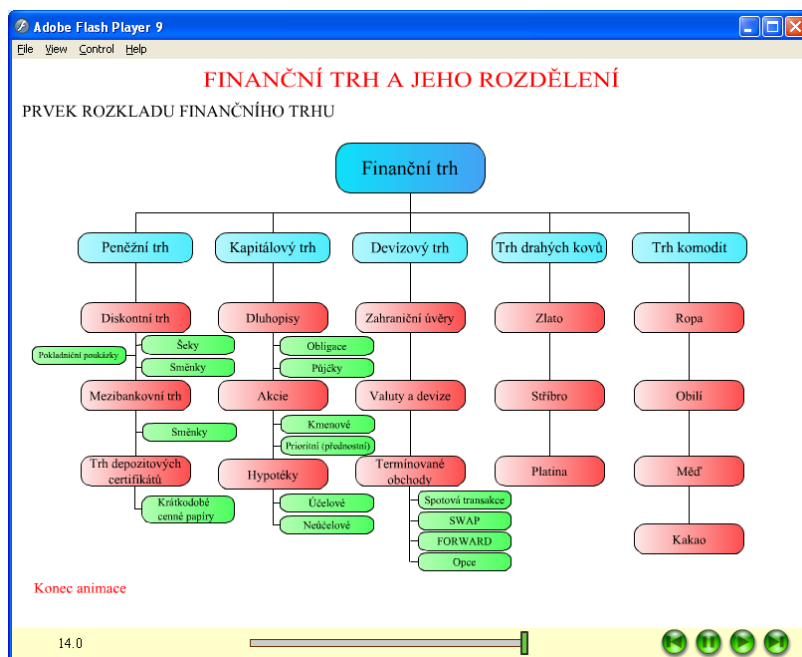 Adobe Flash Player 9
File View Control Help
FINANČNÍ TRH A JEHO ROZDĚLENÍ
PRVEK ROZKLADU FINANČNÍHO TRHU
Finanční trh
Peněžní trh
Kapitálový trh
Devízový trh
Trh drahých kovů
Trh komodit
Diskontní trh
Dluhopisy
Zahraniční úvěry
Zlato
Ropa
Šeky
Obligace
Pokladniční poukázky
Směnky
Půjčky
Mezibankovní trh
Akcie
Valuty a devize
Stříbro
Obilí
Směnky
Kmenové
Prioritní (přednostní)
Trh depozitových
certifikátů
Hypotéky
Termínované
obchody
Platina
Měď
Krátkodobé
cenné papíry
Účelové
Neúčelové
Spotová transakce
SWAP
FORWARD
Opce
Kakao
Konec animace
14.0